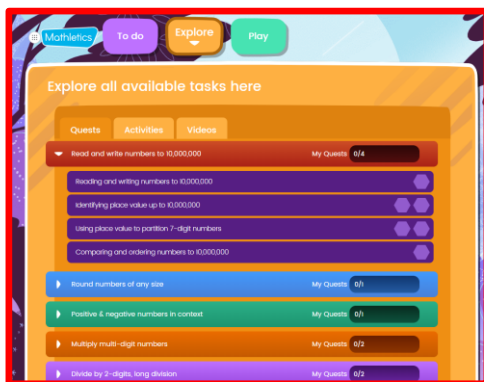 Mathletics
To do
Explore
Play
Explore all available tasks here
Quests Activities Videos
Read and write numbers to 10,000,000 My Quests 0/4
Reading and writing numbers to 10,000,000
Identifying place value up to 10,000,000
Using place value to partition 7-digit numbers
Comparing and ordering numbers to 10,000,000
Round numbers of any size My Quests 0/1
Positive & negative numbers in context My Quests 0/1
Multiply multi-digit numbers My Quests 0/2
Divide by 2-digits, long division My Quests 0/2